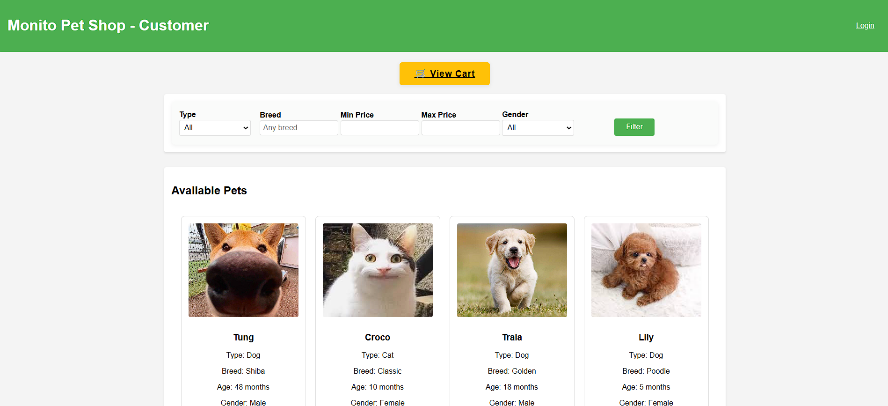 Monito Pet Shop - Customer
Login
🛒 View Cart
Type Breed Min Price Max Price Gender
All Any breed All Filter
Available Pets
Tung Croco Trala Lily
Type: Dog Type: Cat Type: Dog Type: Dog
Breed: Shiba Breed: Classic Breed: Golden Breed: Poodle
Age: 48 months Age: 10 months Age: 18 months Age: 5 months
Gender: Male Gender: Female Gender: Male Gender: Female